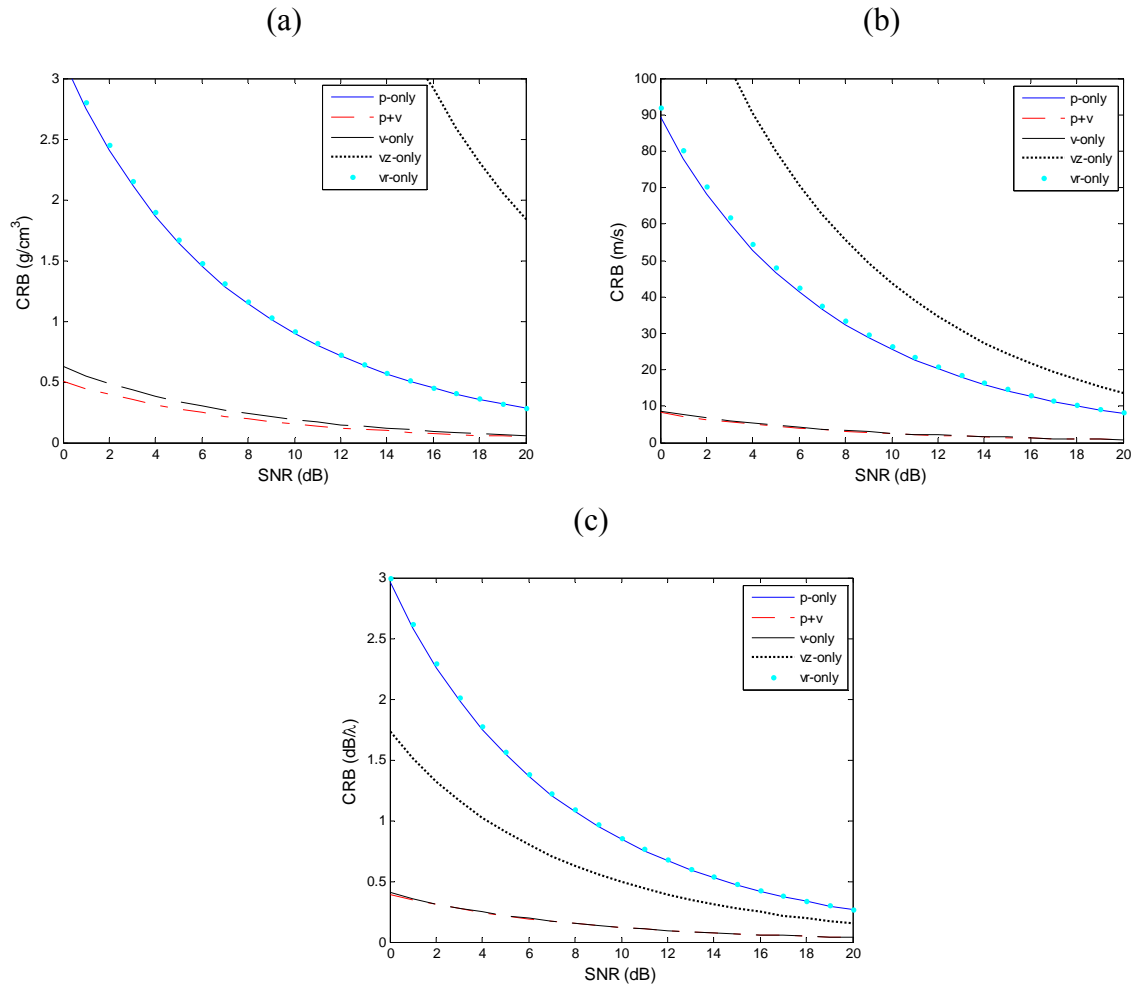 (a)
CRB (g/cm³)
3
2.5
2
1.5
1
0.5
0
0 2 4 6 8 10 12 14 16 18 20
SNR (dB)
p-only
p+v
v-only
vz-only
vr-only
(b)
CRB (m/s)
100
90
80
70
60
50
40
30
20
10
0
0 2 4 6 8 10 12 14 16 18 20
SNR (dB)
p-only
p+v
v-only
vz-only
vr-only
(c)
CRB (dB/λ)
3
2.5
2
1.5
1
0.5
0
0 2 4 6 8 10 12 14 16 18 20
SNR (dB)
p-only
p+v
v-only
vz-only
vr-only